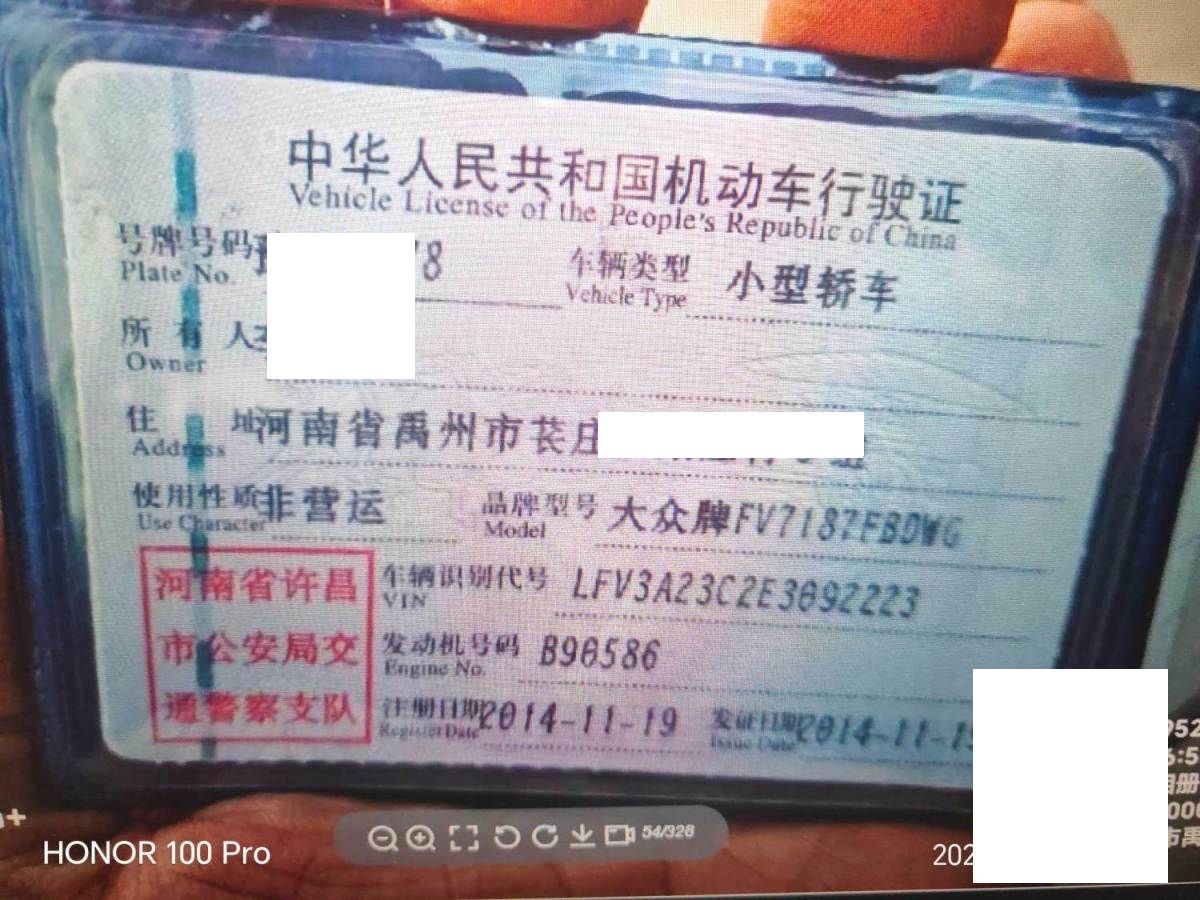 中华人民共和国机动车行驶证
Vehicle License of the People's Republic of China
号牌号码 8 车辆类型 小型轿车
Plate No. Vehicle Type
所有人
Owner
住址 河南省禹州市苌庄
Address
使用性质 非营运 品牌型号 大众牌FV7187FBDWG
Use Character Model
河南省许昌 车辆识别代号 LFV3A23C2E3092223
VIN
市公安局交 发动机号码 B90586
Engine No.
通警察支队 注册日期 2014-11-19 发证日期 2014-11-1
Register Date Issue Date
54/328
HONOR 100 Pro 202